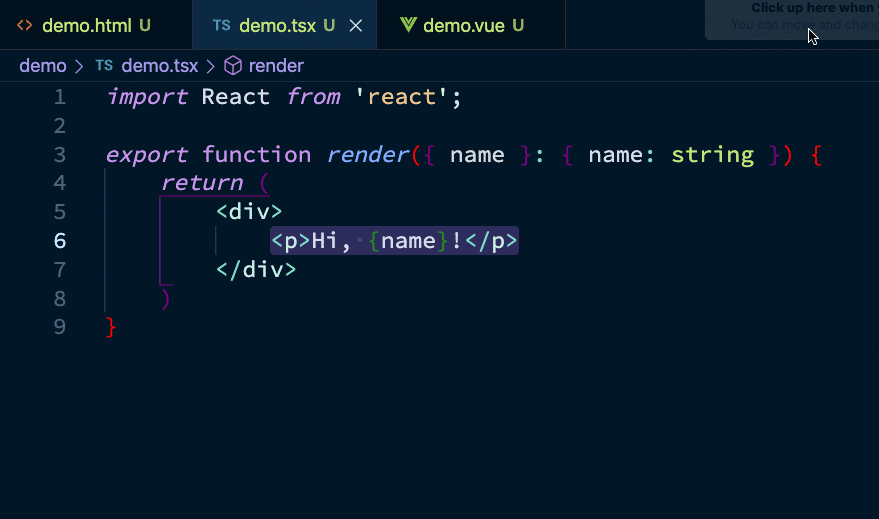 demo.html U TS demo.tsx U demo.vue U
Click up here when
You can move and chang
demo > TS demo.tsx > render
1 import React from 'react';
2
3 export function render({ name }: { name: string }) {
4 return (
5 <div>
6 <p>Hi, {name}!</p>
7 </div>
8 )
9 }